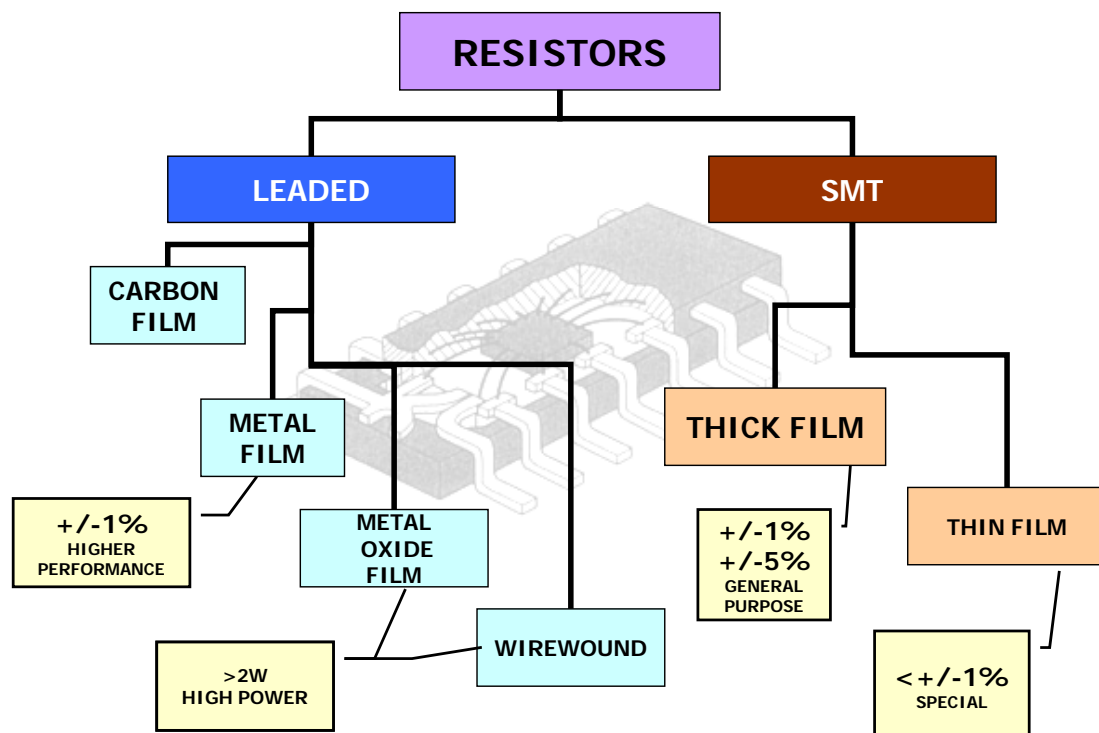 RESISTORS
LEADED
SMT
CARBON
FILM
METAL
FILM
THICK FILM
+/-1%
HIGHER
PERFORMANCE
METAL
OXIDE
FILM
+/-1%
+/-5%
GENERAL
PURPOSE
THIN FILM
WIREWOUND
>2W
HIGH POWER
<+/-1%
SPECIAL